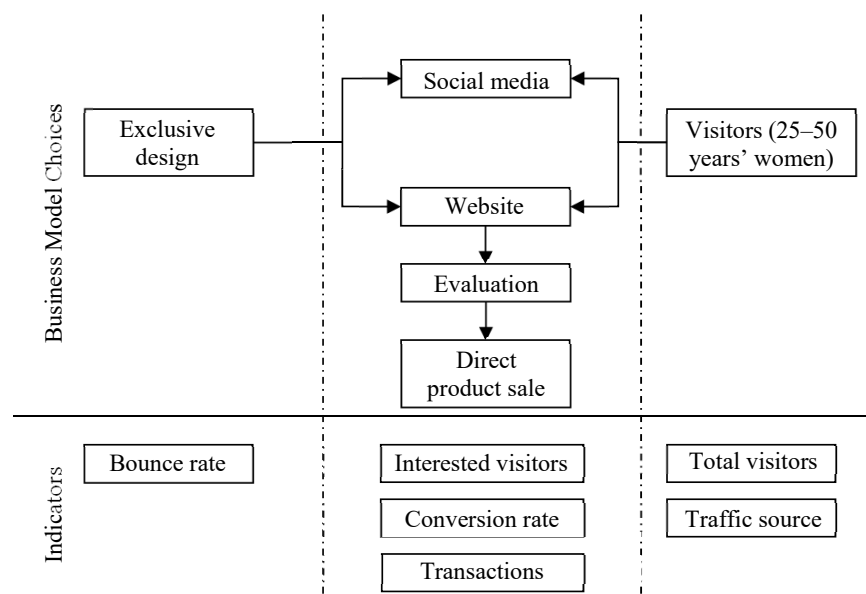 Business Model Choices
Exclusive
design
Social media
Website
Evaluation
Direct
product sale
Visitors (25–50
years’ women)
Indicators
Bounce rate
Interested visitors
Conversion rate
Transactions
Total visitors
Traffic source